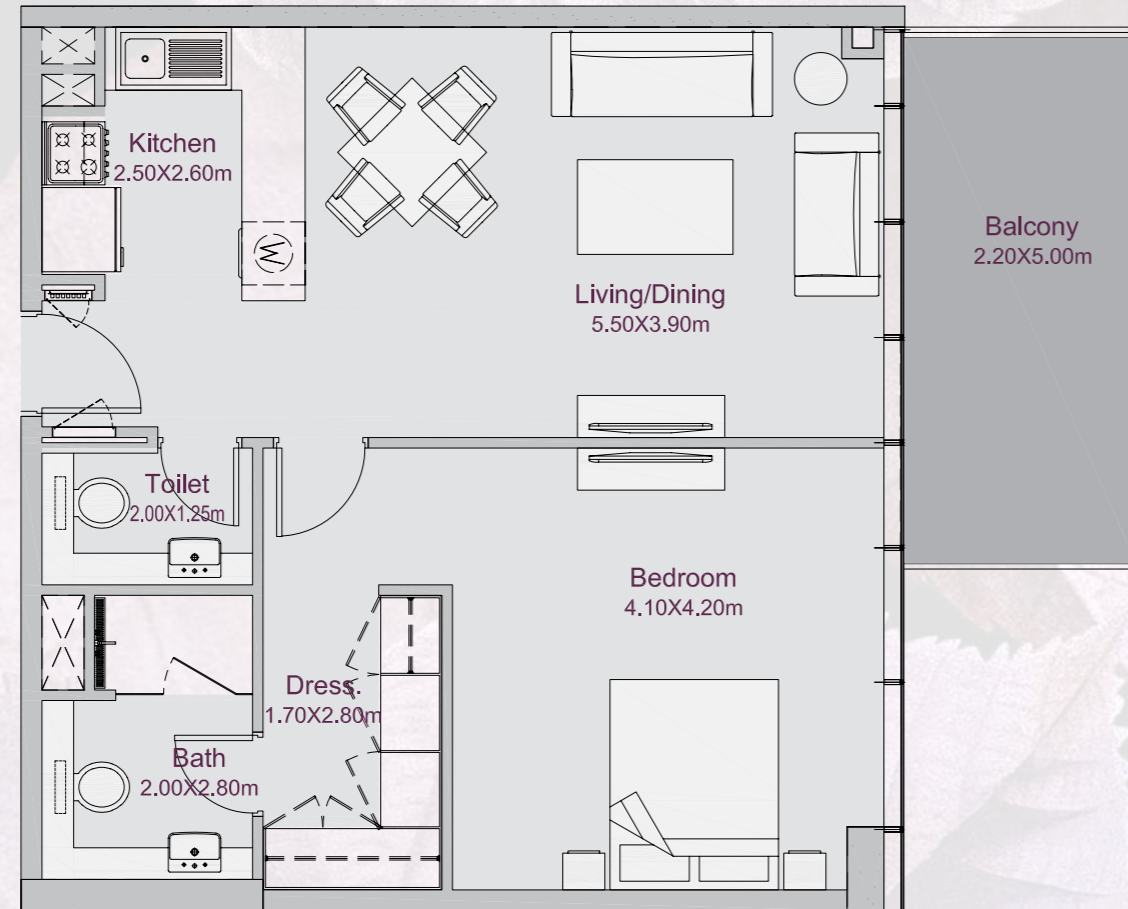 Kitchen
2.50X2.60m
Balcony
2.20X5.00m
W
Living/Dining
5.50X3.90m
Toilet
2.00X1.25m
Bedroom
4.10X4.20m
Dress.
1.70X2.80m
Bath
2.00X2.80m